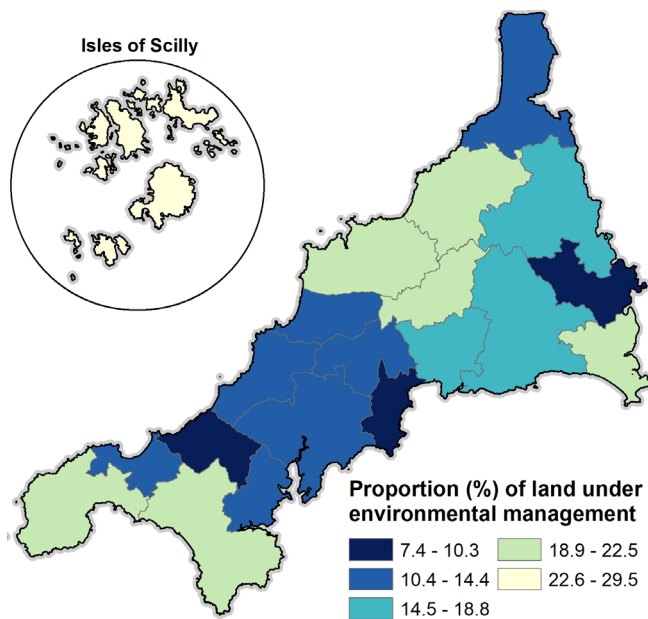 Isles of Scilly
Proportion (%) of land under
environmental management
7.4 - 10.3
18.9 - 22.5
10.4 - 14.4
22.6 - 29.5
14.5 - 18.8